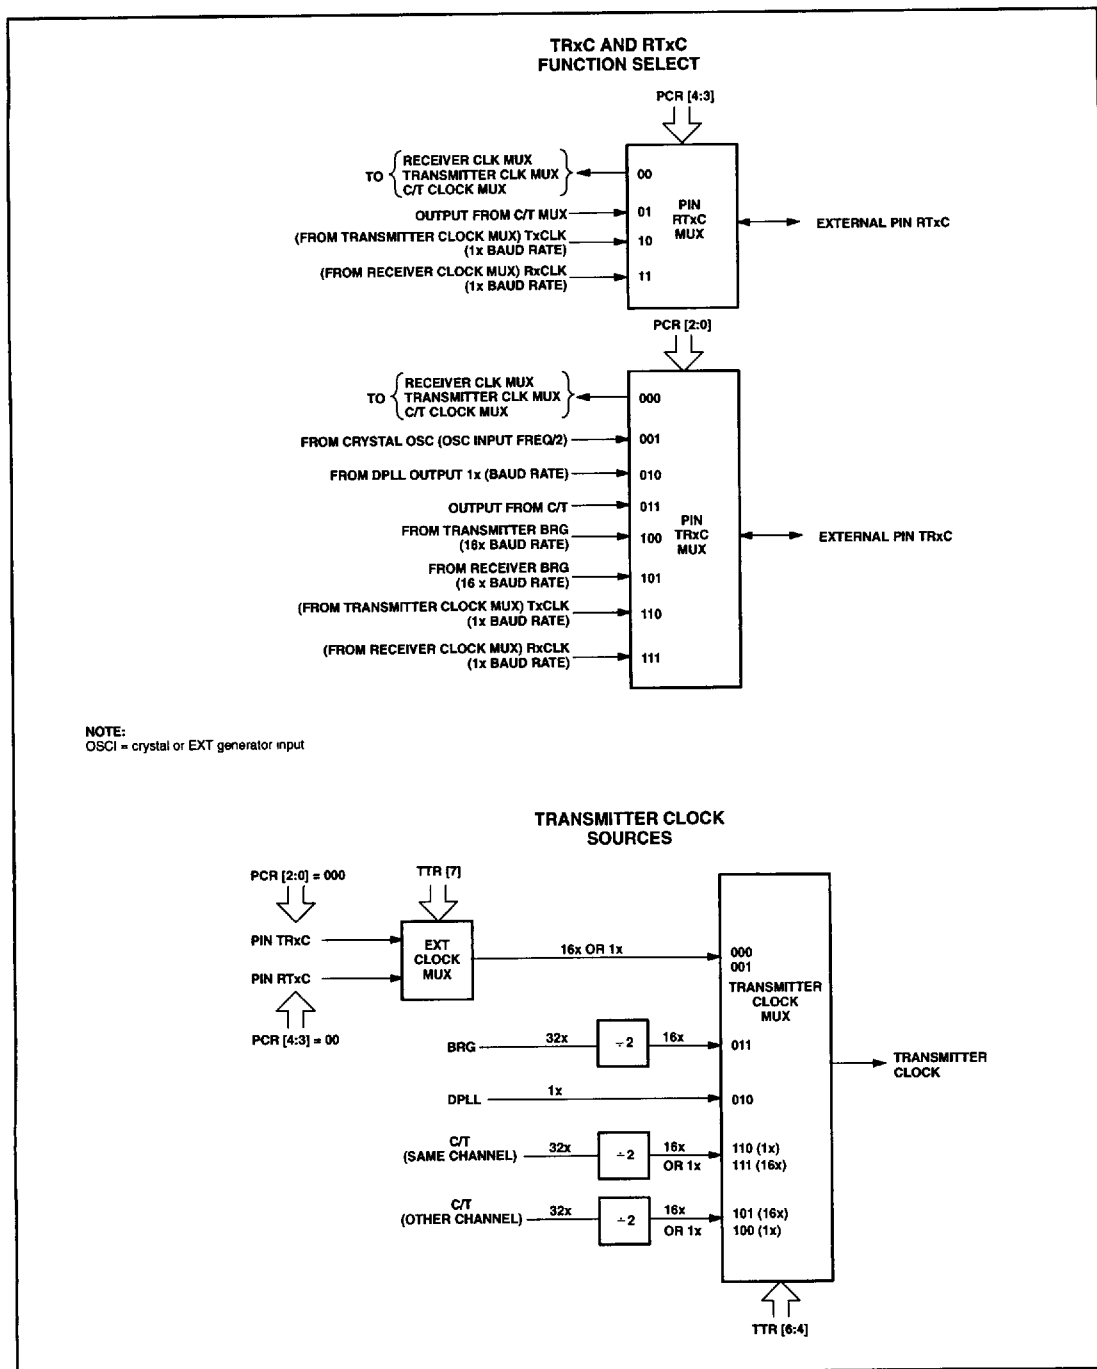 TRxC AND RTxC
FUNCTION SELECT
PCR [4:3]
TO
RECEIVER CLK MUX
TRANSMITTER CLK MUX
C/T CLOCK MUX
00
OUTPUT FROM C/T MUX
01
(FROM TRANSMITTER CLOCK MUX) TxCLK
(1x BAUD RATE)
10
(FROM RECEIVER CLOCK MUX) RxCLK
(1x BAUD RATE)
11
PIN
RTxC
MUX
EXTERNAL PIN RTxC
PCR [2:0]
TO
RECEIVER CLK MUX
TRANSMITTER CLK MUX
C/T CLOCK MUX
000
FROM CRYSTAL OSC (OSC INPUT FREQ/2)
001
FROM DPLL OUTPUT 1x (BAUD RATE)
010
OUTPUT FROM C/T
011
FROM TRANSMITTER BRG
(16x BAUD RATE)
100
FROM RECEIVER BRG
(16 x BAUD RATE)
101
(FROM TRANSMITTER CLOCK MUX) TxCLK
(1x BAUD RATE)
110
(FROM RECEIVER CLOCK MUX) RxCLK
(1x BAUD RATE)
111
PIN
TRxC
MUX
EXTERNAL PIN TRxC
NOTE:
OSCI = crystal or EXT generator input
TRANSMITTER CLOCK
SOURCES
PCR [2:0] = 000
TTR [7]
PIN TRxC
PIN RTxC
PCR [4:3] = 00
EXT
CLOCK
MUX
16x OR 1x
000
001
TRANSMITTER
CLOCK
MUX
BRG
32x
÷2
16x
011
DPLL
1x
010
C/T
(SAME CHANNEL)
32x
÷2
16x
OR 1x
110 (1x)
111 (16x)
C/T
(OTHER CHANNEL)
32x
÷2
16x
OR 1x
101 (16x)
100 (1x)
TRANSMITTER
CLOCK
TTR [6:4]